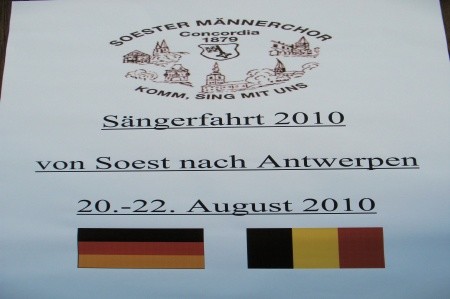 SOESTER MÄNNERCHOR
Concordia
1879
KOMM, SING MIT UNS
Sängerfahrt 2010
von Soest nach Antwerpen
20.-22. August 2010